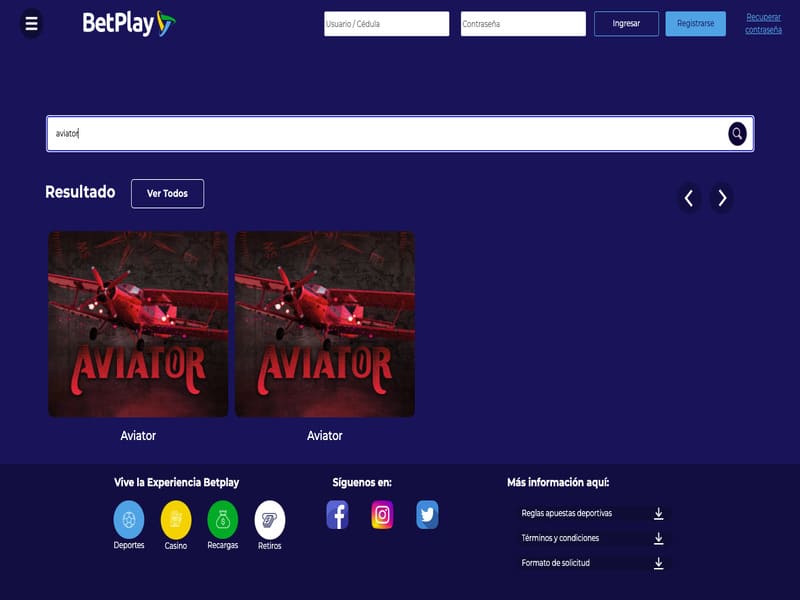 BetPlay
Usuario / Cédula
Contraseña
Ingresar
Registrarse
Recuperar
contraseña
aviator
Resultado
Ver Todos
AVIATOR
AVIATOR
Aviator
Aviator
Vive la Experiencia Betplay
Síguenos en:
Más información aquí:
Deportes
Casino
Recargas
Retiros
Reglas apuestas deportivas
Términos y condiciones
Formato de solicitud